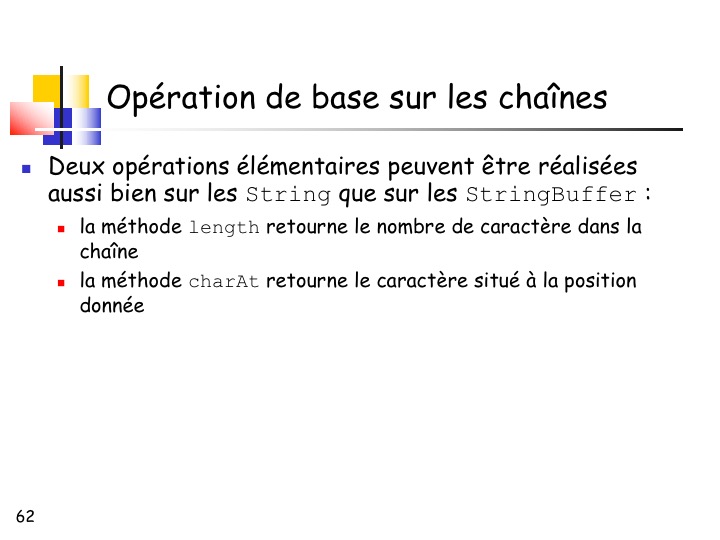 Opération de base sur les chaînes
Deux opérations élémentaires peuvent être réalisées
aussi bien sur les String que sur les StringBuffer :
la méthode length retourne le nombre de caractère dans la
chaîne
la méthode charAt retourne le caractère situé à la position
donnée
62